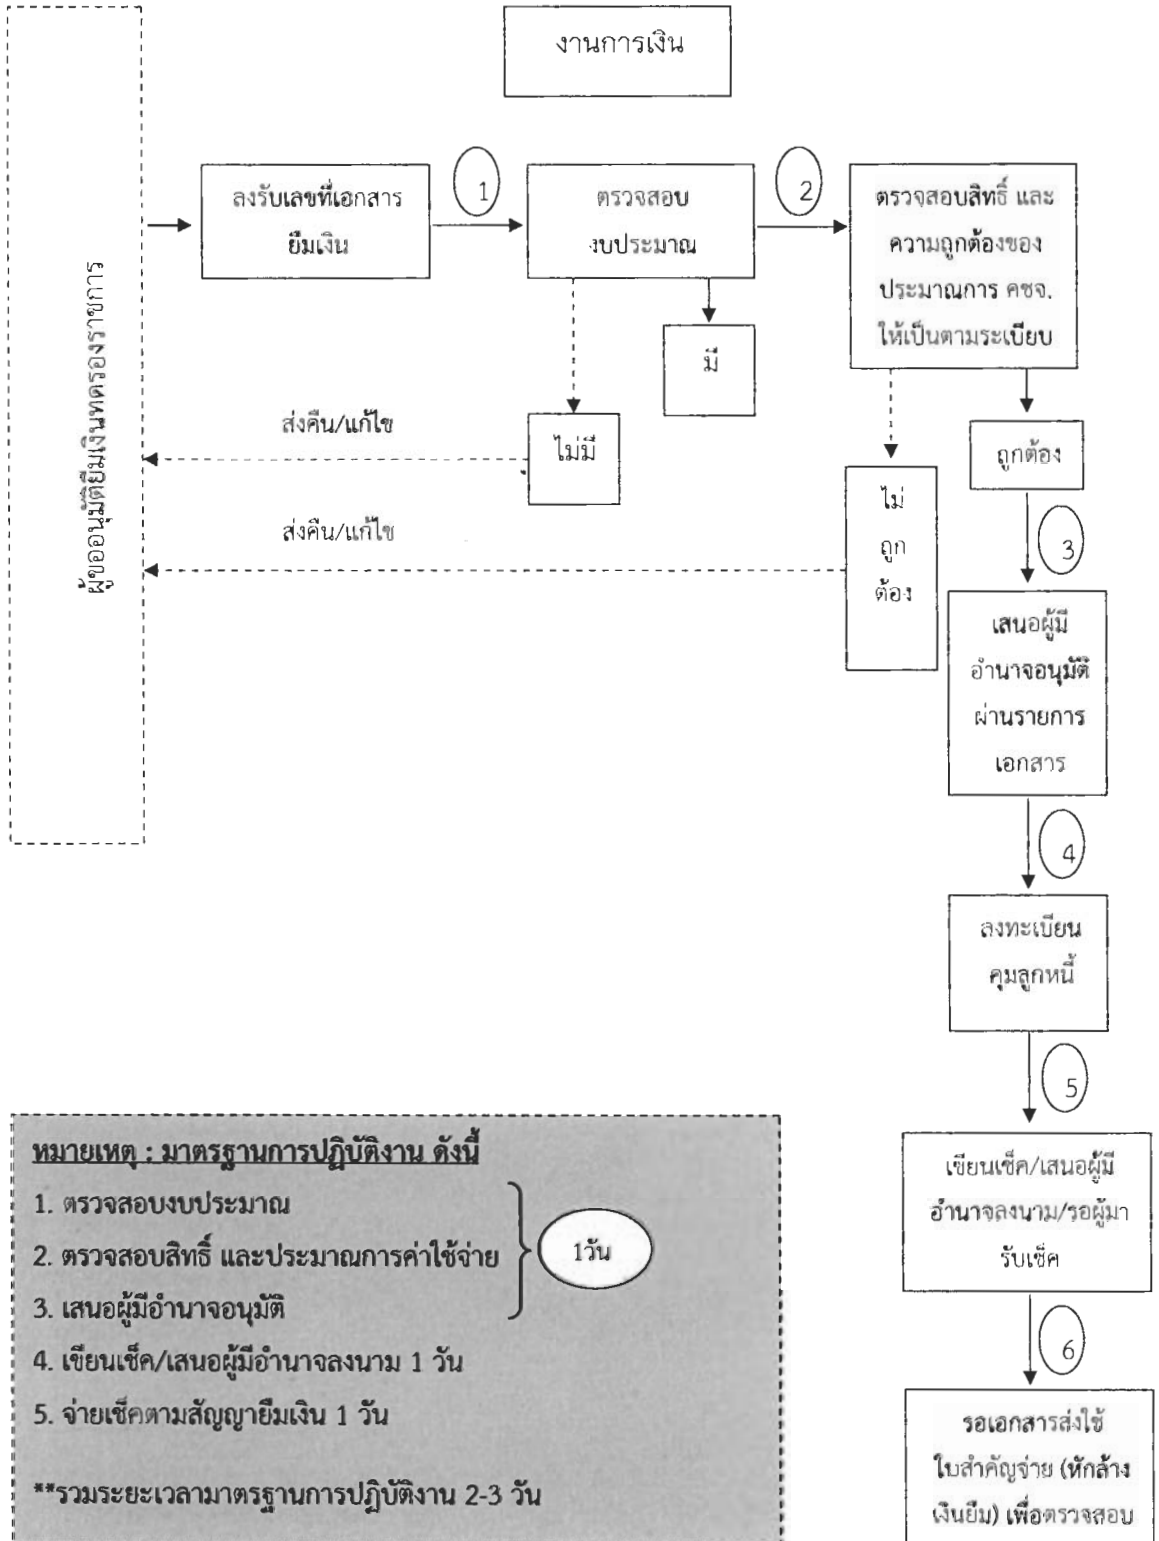 งานการเงิน
ผู้ขออนุมัติยืมเงินทดรองราชการ
ลงรับเลขที่เอกสาร
ยืมเงิน
1
ตรวจสอบ
งบประมาณ
2
ตรวจสอบสิทธิ์ และ
ความถูกต้องของ
ประมาณการ คชจ.
ให้เป็นตามระเบียบ
มี
ไม่มี
ส่งคืน/แก้ไข
ถูกต้อง
ไม่
ถูก
ต้อง
ส่งคืน/แก้ไข
3
เสนอผู้มี
อำนาจอนุมัติ
ผ่านรายการ
เอกสาร
4
ลงทะเบียน
คุมลูกหนี้
5
เขียนเช็ค/เสนอผู้มี
อำนาจลงนาม/รอผู้มา
รับเช็ค
6
รอเอกสารส่งใช้
ใบสำคัญจ่าย (หักล้าง
เงินยืม) เพื่อตรวจสอบ
หมายเหตุ : มาตรฐานการปฏิบัติงาน ดังนี้
1. ตรวจสอบงบประมาณ
2. ตรวจสอบสิทธิ์ และประมาณการค่าใช้จ่าย
3. เสนอผู้มีอำนาจอนุมัติ
1วัน
4. เขียนเช็ค/เสนอผู้มีอำนาจลงนาม 1 วัน
5. จ่ายเช็คตามสัญญายืมเงิน 1 วัน
**รวมระยะเวลามาตรฐานการปฏิบัติงาน 2-3 วัน